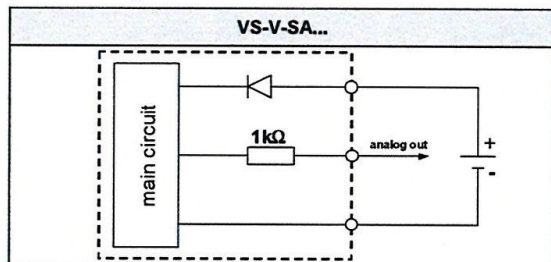 VS-V-SA...
main circuit
1kΩ
analog out
+
-